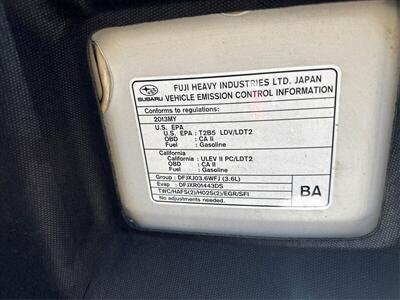 FUJI HEAVY INDUSTRIES LTD. JAPAN
SUBARU VEHICLE EMISSION CONTROL INFORMATION
Conforms to regulations:
2013MY
U.S. EPA
U.S. EPA : T2B5 LDV/LDT2
OBD : CA II
Fuel : Gasoline
California
California : ULEV II PC/LDT2
OBD : CA II
Fuel : Gasoline
Group : DFJXJ03.6WFJ (3.6L)
Evap : DFJXR01443DS
TWC/HAFS(2)/HO2S(2)/EGR/SFI
No adjustments needed.
BA